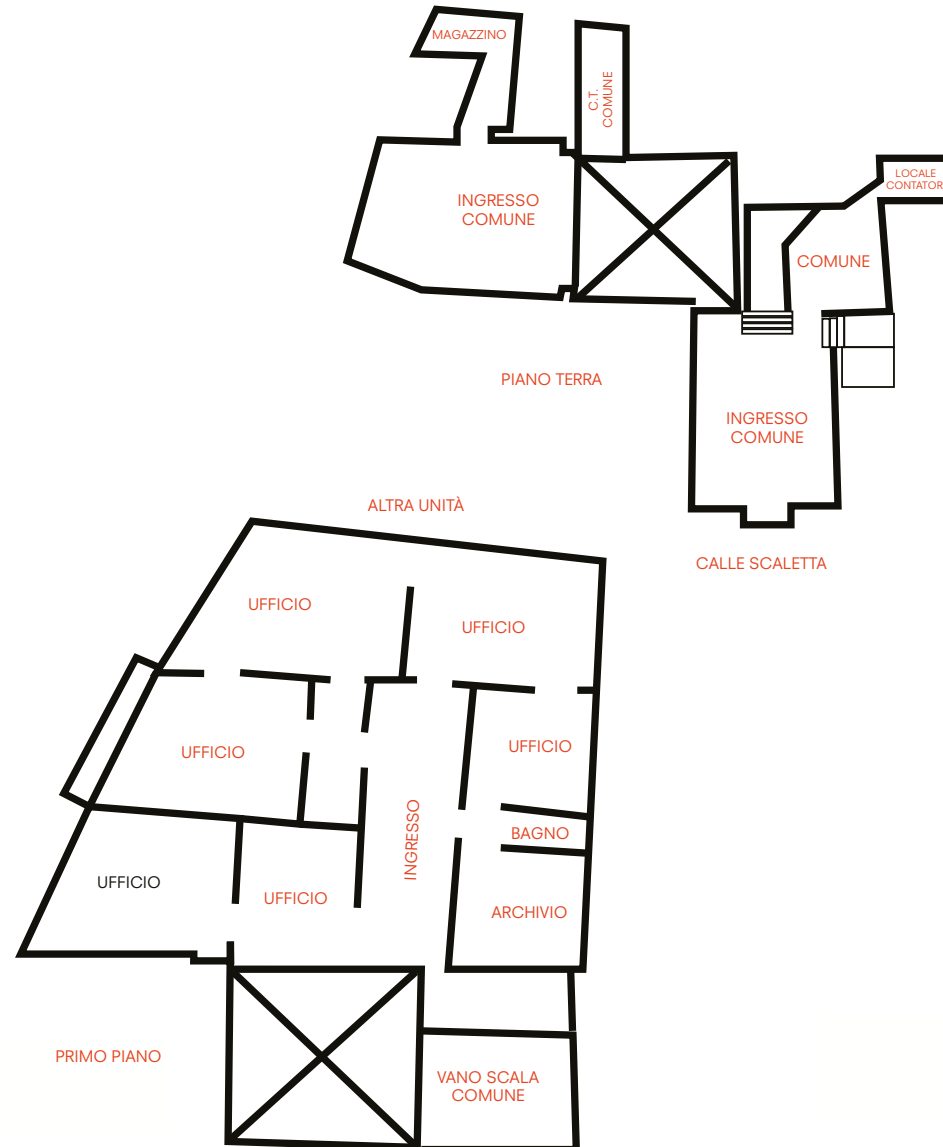 MAGAZZINO
C.T.
COMUNE
LOCALE
CONTATOR
INGRESSO
COMUNE
COMUNE
PIANO TERRA
INGRESSO
COMUNE
ALTRA UNITÀ
CALLE SCALETTA
UFFICIO
UFFICIO
UFFICIO
UFFICIO
INGRESSO
BAGNO
UFFICIO
UFFICIO
ARCHIVIO
PRIMO PIANO
VANO SCALA
COMUNE